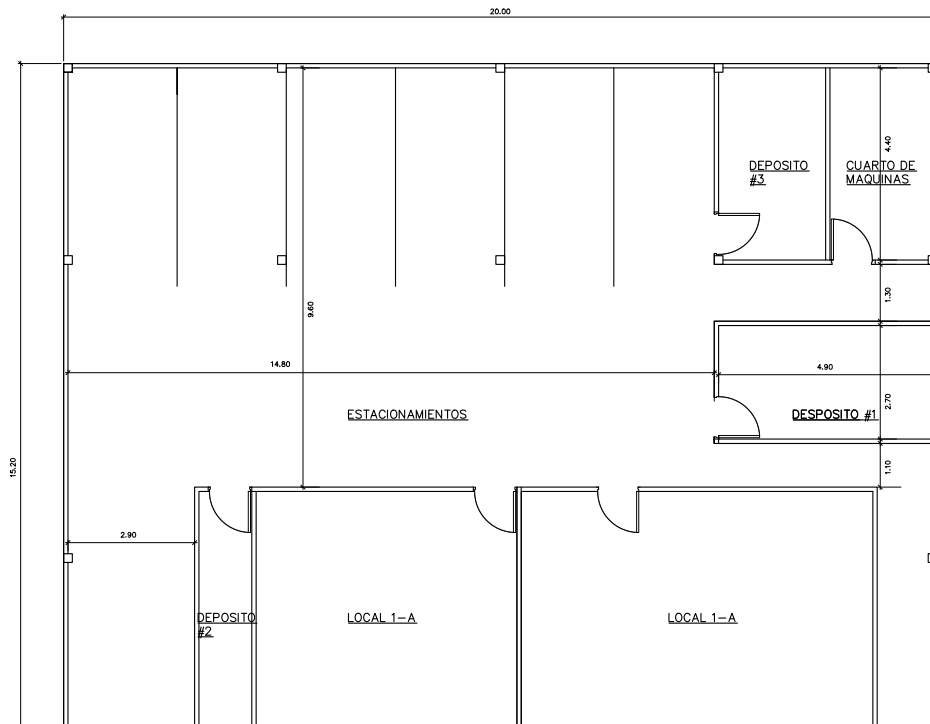 20.00
4.40
DEPOSITO
#3
CUARTO DE
MAQUINAS
9.60
1.30
14.80
4.90
ESTACIONAMIENTOS
DESPOSITO #1
2.70
15.20
1.10
2.90
DEPOSITO
#2
LOCAL 1-A
LOCAL 1-A